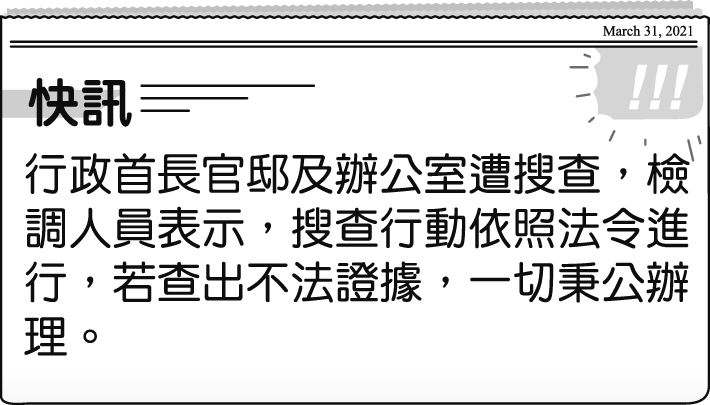 March 31, 2021
!!!
快訊
行政首長官邸及辦公室遭搜查，檢
調人員表示，搜查行動依照法令進
行，若查出不法證據，一切秉公辦
理。